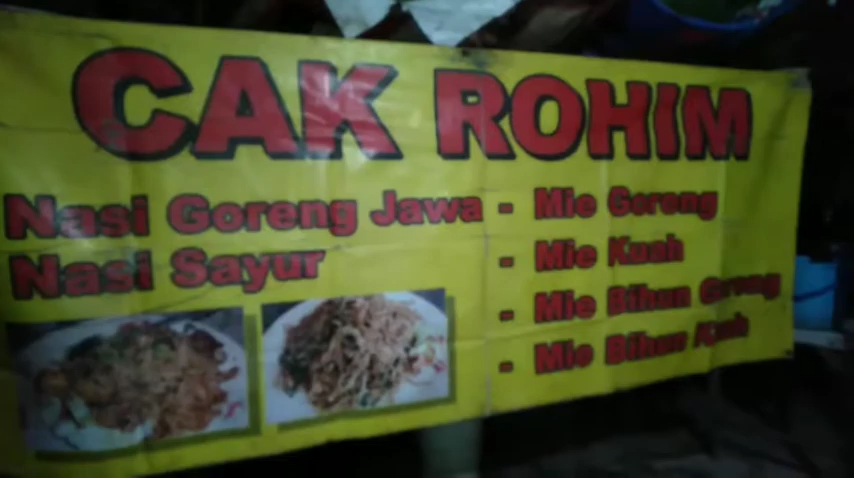 CAK ROHIM
Nasi Goreng Jawa
Nasi Sayur
- Mie Goreng
- Mie Kuah
- Mie Bihun Goreng
- Mie Bihun Kuah